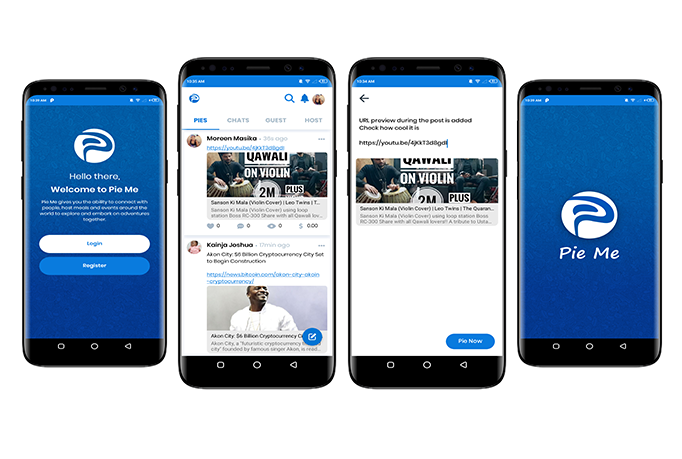 10:39 AM
Hello there,
Welcome to Pie Me
Pie Me gives you the ability to connect with
people, host meals and events around the
world to explore and embark on adventures
together.
Login
Register
10:35 AM
PIES CHATS GUEST HOST
Moreen Masika - 36s ago
https://youtu.be/4jKkT3d8gdI
QAWALI
ON VIOLIN
2M PLUS
Sanson Ki Mala (Violin Cover) | Leo Twins | T...
Sanson Ki Mala (Violin Cover) using loop
station Boss RC-300 Share with all Qawali lov...
0 0 0 $ 0.00
Kainja Joshua - 17min ago
Akon City: $6 Billion Cryptocurrency City Set
to Begin Construction
https://news.bitcoin.com/akon-city-akoin
-cryptocurrency/
Akon City: $6 Billion Cryptocurrency C
Akon City, a "futuristic cryptocurrency
city" founded by famous singer Akon, is read...
10:34 AM
URL preview during the post is added
Chack how cool it is
https://youtu.be/4jKkT3d8gdI
QAWALI
ON VIOLIN
2M PLUS
Sanson Ki Mala (Violin Cover) | Leo Twins | The Quaran...
Sanson Ki Mala (Violin Cover) using loop station Boss
RC-300 Share with all Qawali lovers!! A tribute to Usta...
Pie Now
10:39 AM
Pie Me